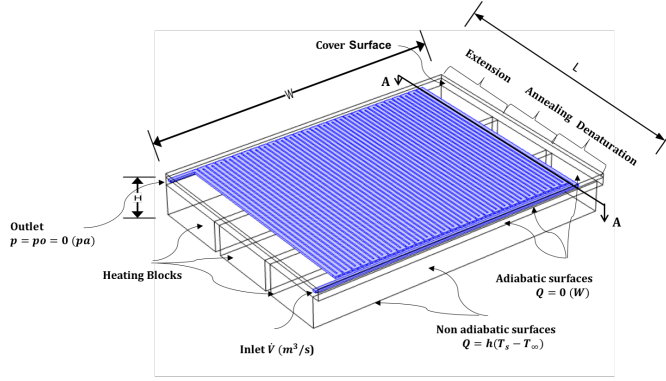 Cover Surface
L
W
A
Extension
Annealing
Denaturation
H
A
Outlet
p = po = 0 (pa)
Heating Blocks
Adiabatic surfaces
Q = 0 (W)
Non adiabatic surfaces
Q = h(Tₛ − T∞)
Inlet V̇ (m³/s)